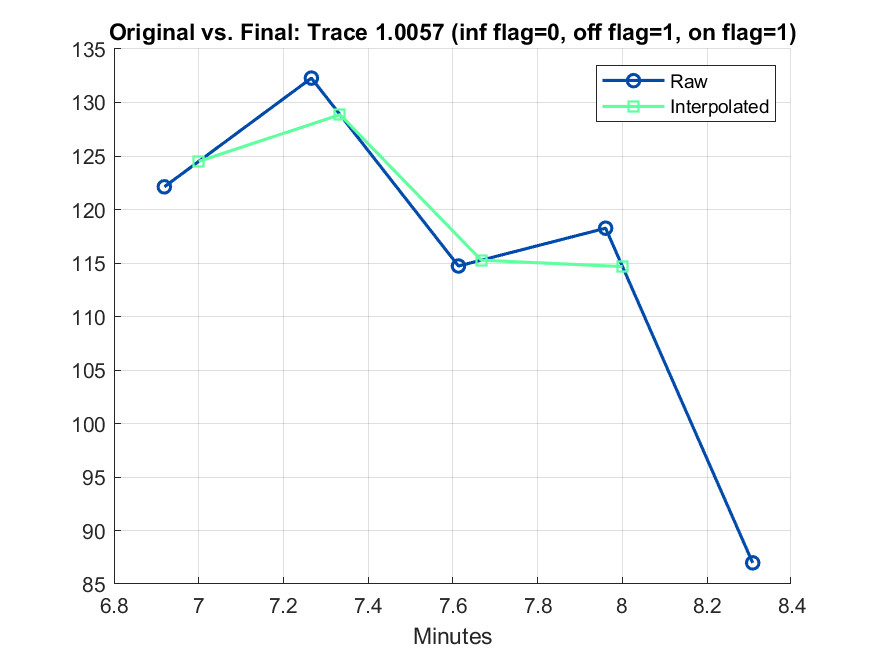 Original vs. Final: Trace 1.0057 (inf flag=0, off flag=1, on flag=1)
135
130
125
120
115
110
105
100
95
90
85
Raw
Interpolated
6.8 7 7.2 7.4 7.6 7.8 8 8.2 8.4
Minutes